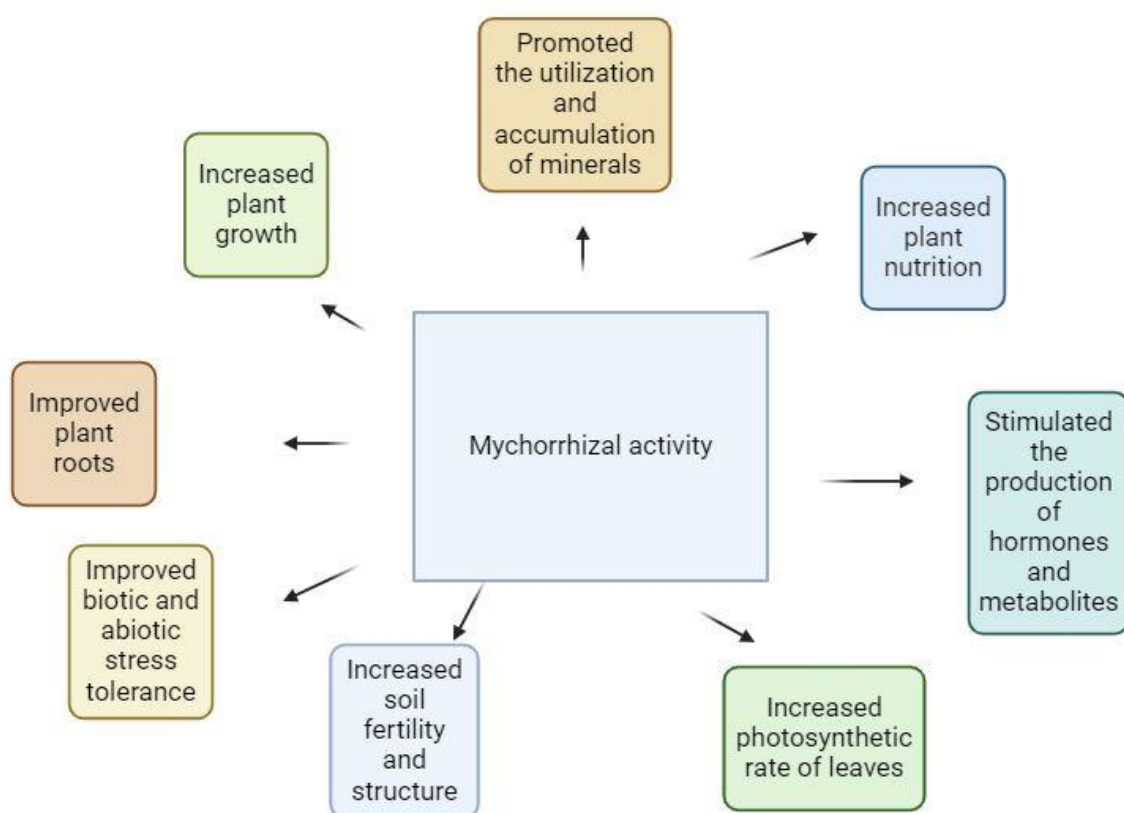 Promoted
the utilization
and
accumulation
of minerals
Increased
plant
growth
Increased
plant
nutrition
Mychorrhizal activity
Improved
plant
roots
Stimulated
the
production
of
hormones
and
metabolites
Improved
biotic and
abiotic
stress
tolerance
Increased
soil
fertility
and
structure
Increased
photosynthetic
rate of leaves